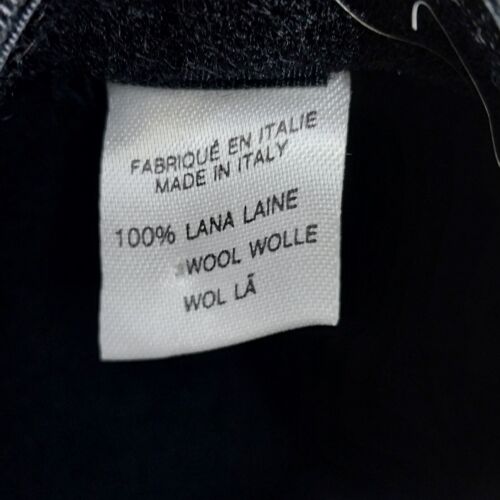 FABRIQUÉ EN ITALIE
MADE IN ITALY
100% LANA LAINE
WOOL WOLLE
WOL LÃ